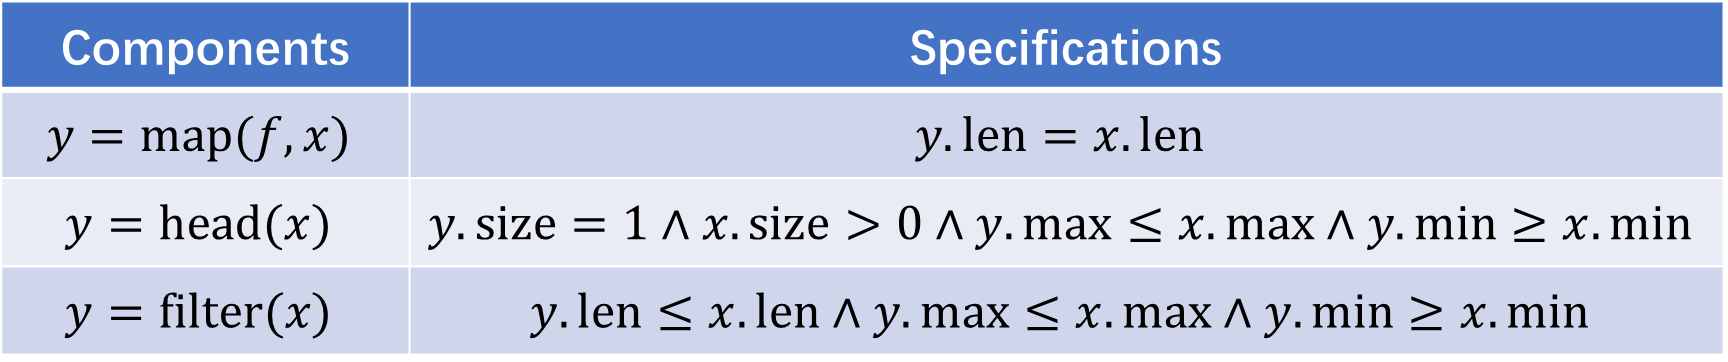 Components Specifications
y = map(f, x) y. len = x. len
y = head(x) y. size = 1 ∧ x. size > 0 ∧ y. max ≤ x. max ∧ y. min ≥ x. min
y = filter(x) y. len ≤ x. len ∧ y. max ≤ x. max ∧ y. min ≥ x. min